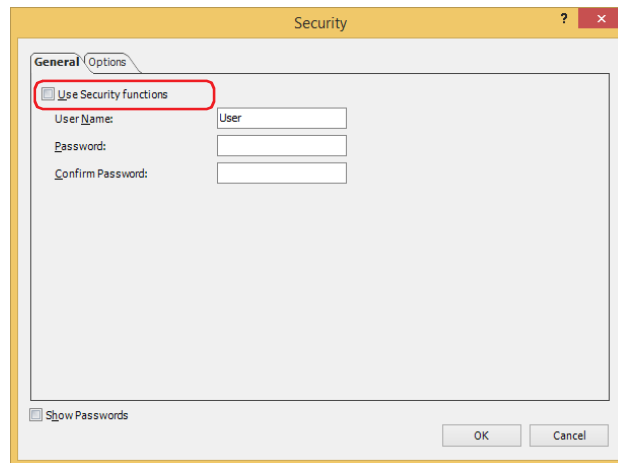 Security
? ×
General Options
Use Security functions
User Name: User
Password:
Confirm Password:
Show Passwords
OK Cancel